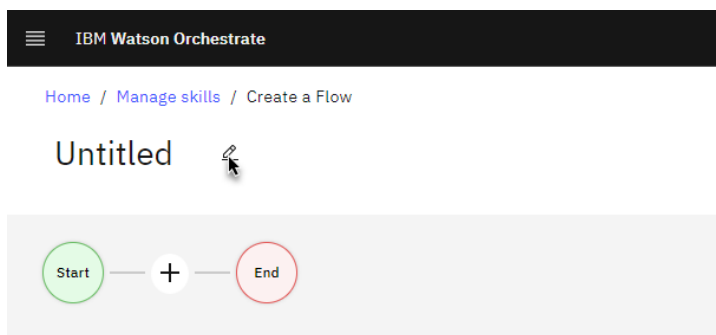 IBM Watson Orchestrate
Home / Manage skills / Create a Flow
Untitled
Start
End